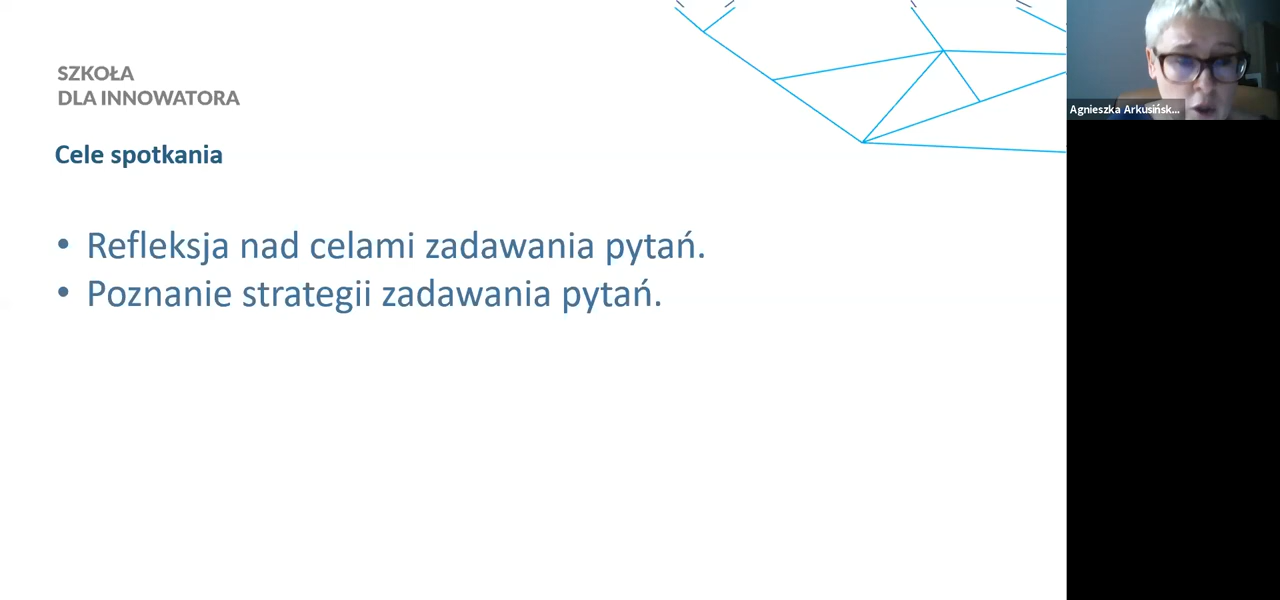 SZKOŁA
DLA INNOWATORA
Cele spotkania
• Refleksja nad celami zadawania pytań.
• Poznanie strategii zadawania pytań.
Agnieszka Arkusińsk...